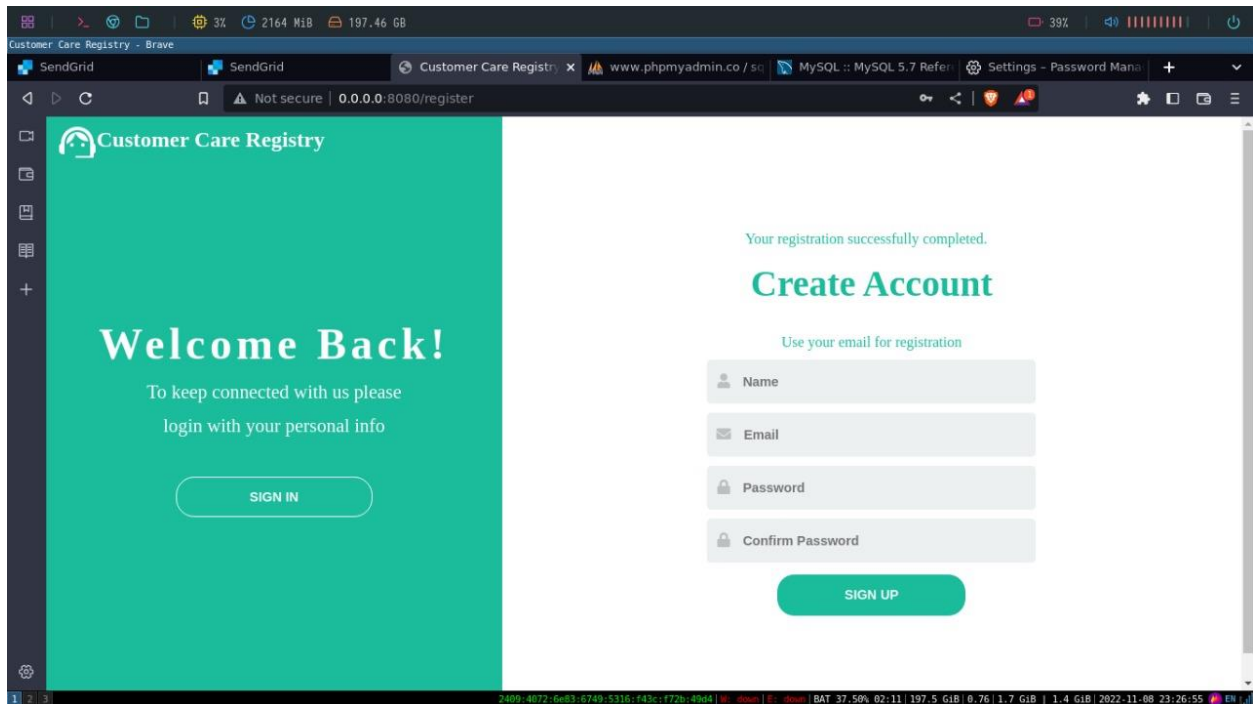 3% 2164 MiB 197.46 GB 39%
Customer Care Registry - Brave
SendGrid SendGrid Customer Care Registry www.phpmyadmin.co / sq MySQL :: MySQL 5.7 Refer Settings – Password Mana
Not secure 0.0.0.0:8080/register
Customer Care Registry
Welcome Back!
To keep connected with us please
login with your personal info
SIGN IN
Your registration successfully completed.
Create Account
Use your email for registration
Name
Email
Password
Confirm Password
SIGN UP
1 2 3 2409:4072:6e83:6749:5316:f43c:f72b:49d4 | W: down | E: down | BAT 37.50% 02:11 | 197.5 GiB | 0.76 | 1.7 GiB | 1.4 GiB | 2022-11-08 23:26:55 EN